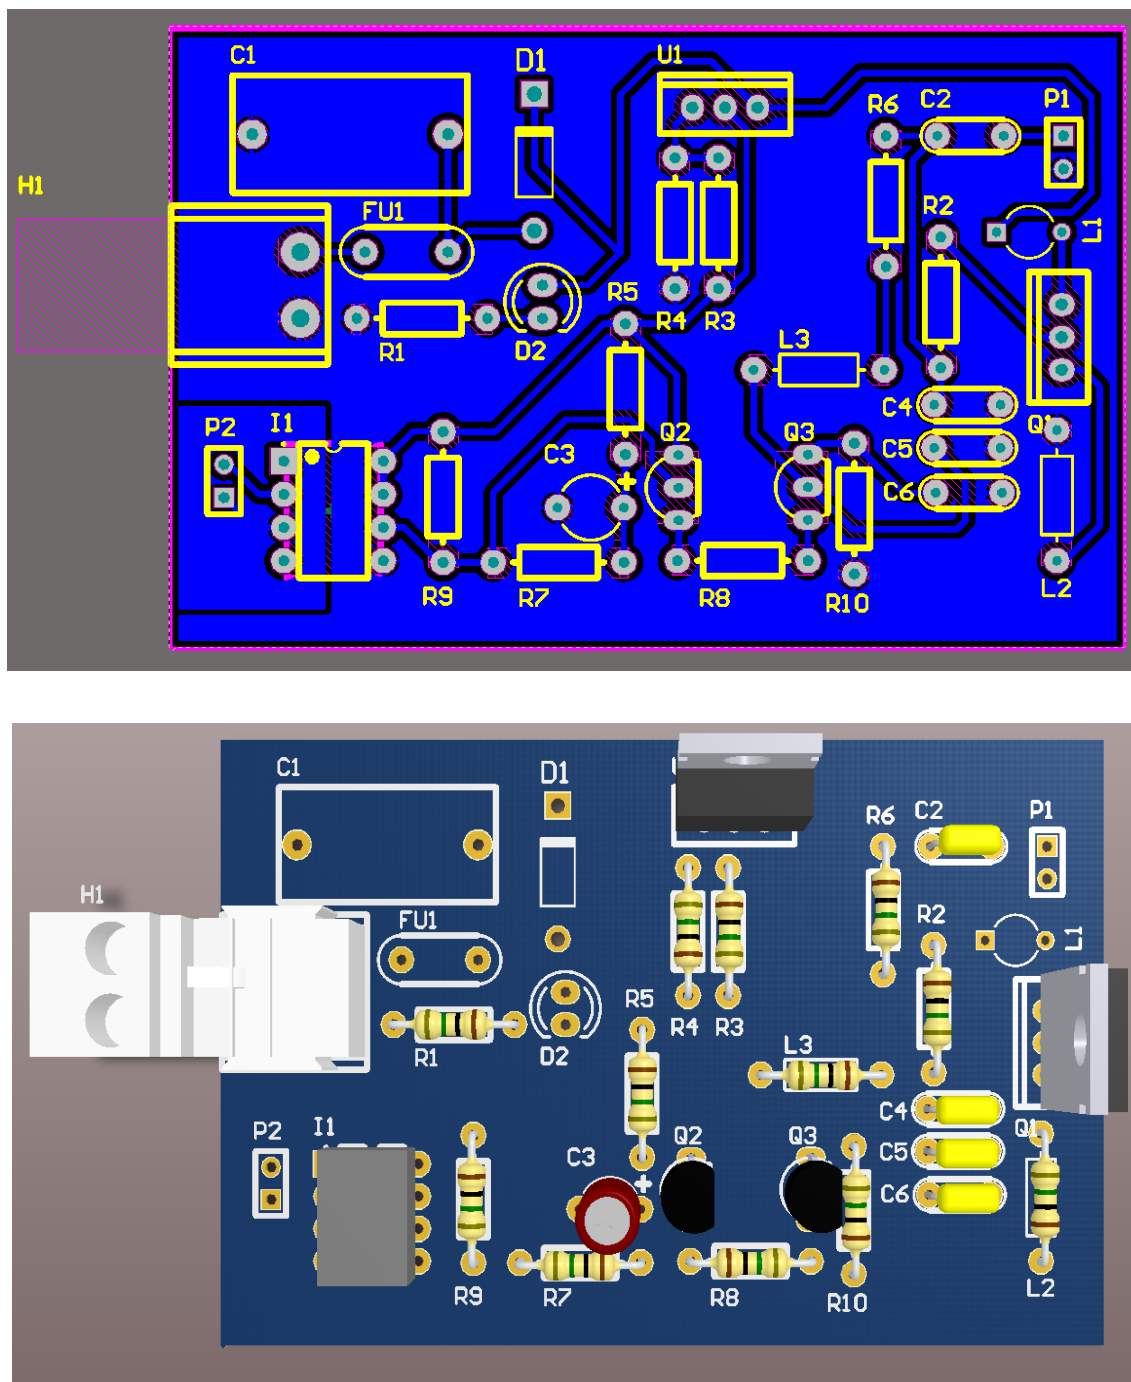 C1
D1
U1
R6
C2
P1
H1
FU1
R2
L1
R5
R4
R3
R1
D2
L3
C4
P2
I1
C3
Q2
Q3
C5
Q1
C6
+
R9
R7
R8
R10
L2
C1
D1
R6
C2
P1
H1
FU1
R2
L1
R5
R4
R3
R1
D2
L3
C4
P2
I1
Q2
Q3
Q1
C3
C5
+
C6
R9
R7
R8
R10
L2